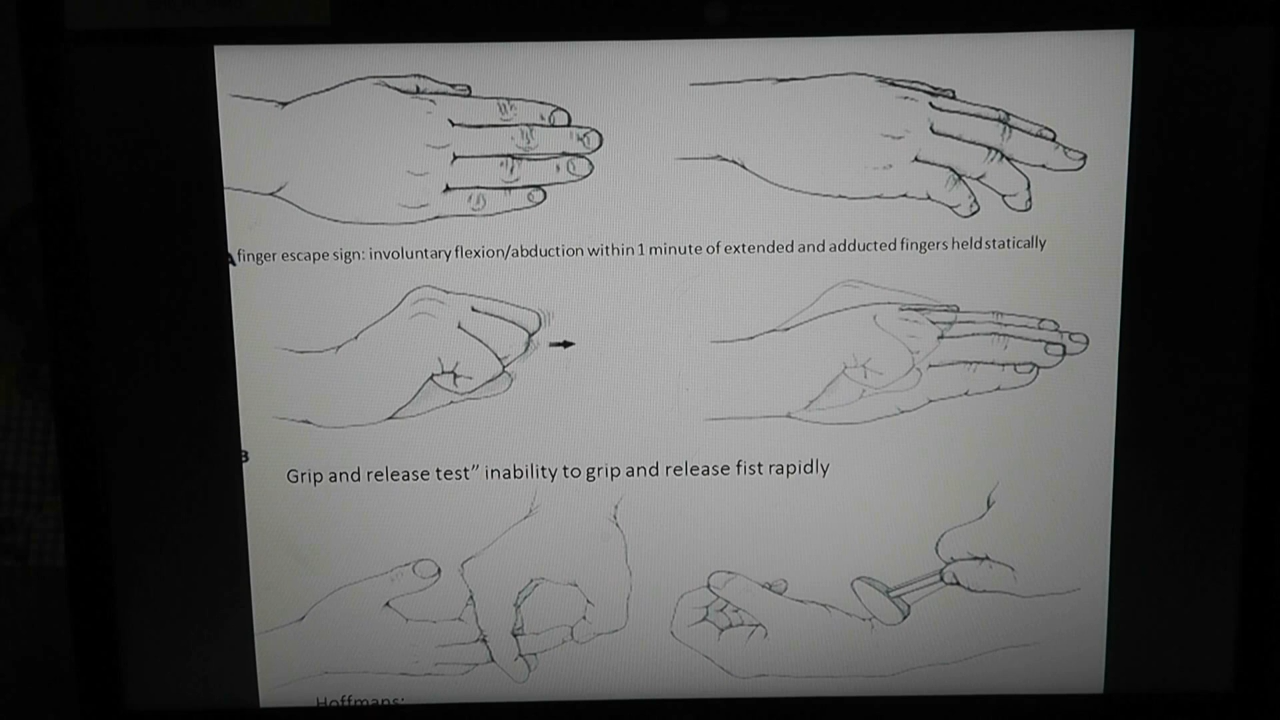 A finger escape sign: involuntary flexion/abduction within 1 minute of extended and adducted fingers held statically
B
Grip and release test” inability to grip and release fist rapidly
Hoffmans: